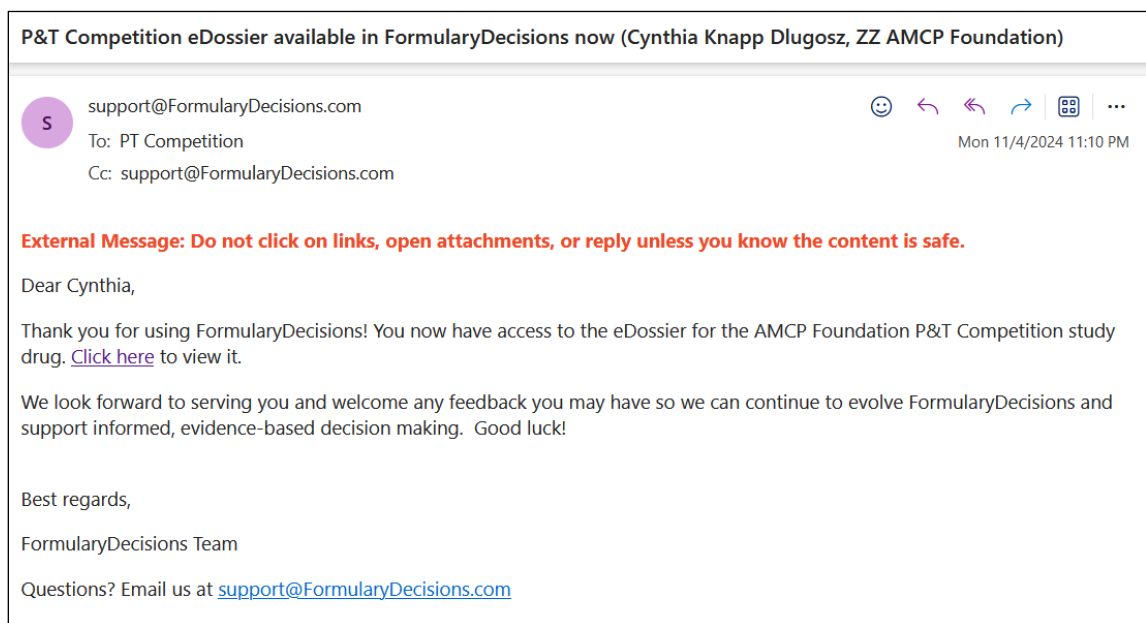 P&T Competition eDossier available in FormularyDecisions now (Cynthia Knapp Dlugosz, ZZ AMCP Foundation)
S
support@FormularyDecisions.com
To: PT Competition
Mon 11/4/2024 11:10 PM
Cc: support@FormularyDecisions.com
External Message: Do not click on links, open attachments, or reply unless you know the content is safe.
Dear Cynthia,
Thank you for using FormularyDecisions! You now have access to the eDossier for the AMCP Foundation P&T Competition study
drug. Click here to view it.
We look forward to serving you and welcome any feedback you may have so we can continue to evolve FormularyDecisions and
support informed, evidence-based decision making.  Good luck!
Best regards,
FormularyDecisions Team
Questions? Email us at support@FormularyDecisions.com